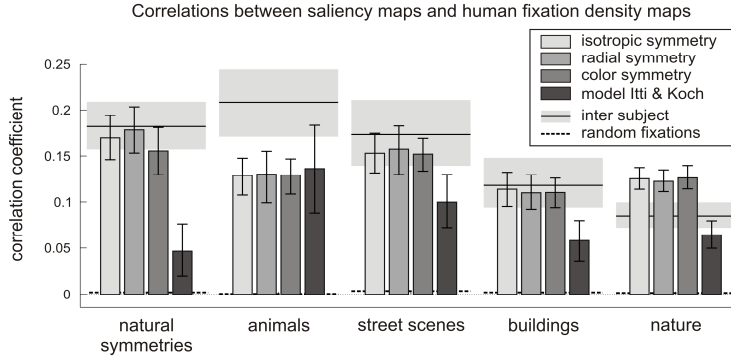 Correlations between saliency maps and human fixation density maps
isotropic symmetry
radial symmetry
color symmetry
model Itti & Koch
inter subject
random fixations
correlation coefficient
0.25
0.2
0.15
0.1
0.05
0
natural
symmetries
animals
street scenes
buildings
nature